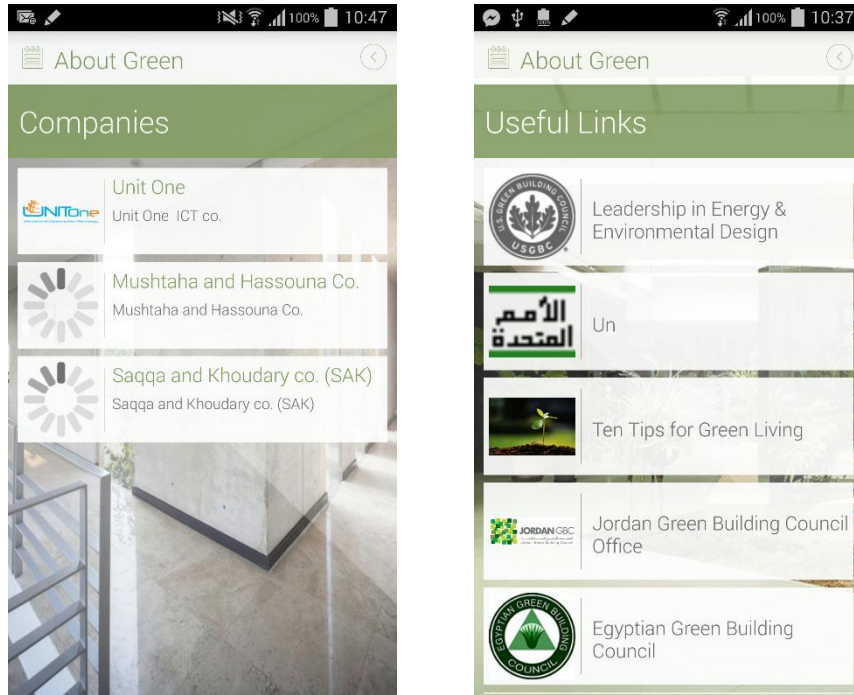 100% 10:47
About Green
Companies
UNITOne
Unit One
Unit One ICT co.
Mushtaha and Hassouna Co.
Mushtaha and Hassouna Co.
Saqqa and Khoudary co. (SAK)
Saqqa and Khoudary co. (SAK)
100% 10:37
About Green
Useful Links
U.S. GREEN BUILDING COUNCIL
USGBC
Leadership in Energy &
Environmental Design
الأمم
المتحدة
Un
Ten Tips for Green Living
JORDAN GBC
Jordan Green Building Council
Office
EGYPTIAN GREEN BUILDING
COUNCIL
Egyptian Green Building
Council